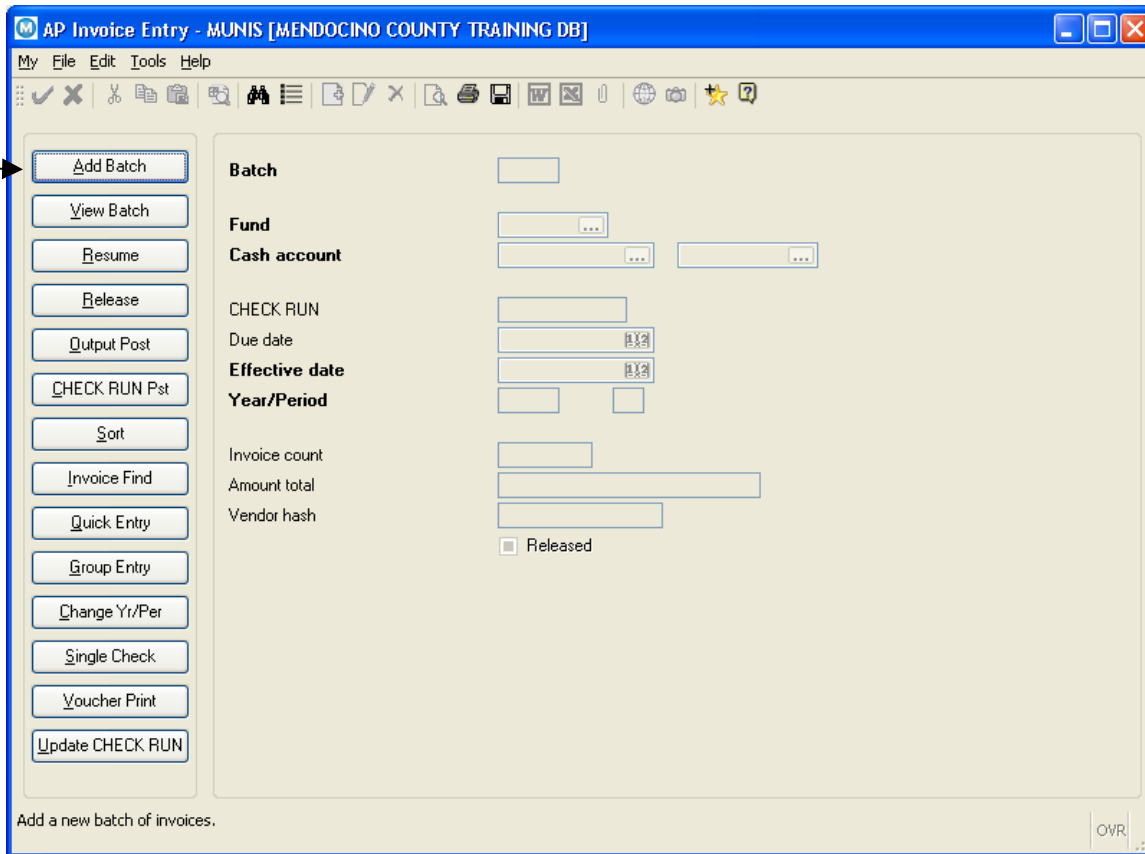 AP Invoice Entry - MUNIS [MENDOCINO COUNTY TRAINING DB]
My File Edit Tools Help
Add Batch
View Batch
Resume
Release
Output Post
CHECK RUN Pst
Sort
Invoice Find
Quick Entry
Group Entry
Change Yr/Per
Single Check
Voucher Print
Update CHECK RUN
Batch
Fund ...
Cash account ... ...
CHECK RUN
Due date
Effective date
Year/Period
Invoice count
Amount total
Vendor hash
Released
Add a new batch of invoices.
OVR